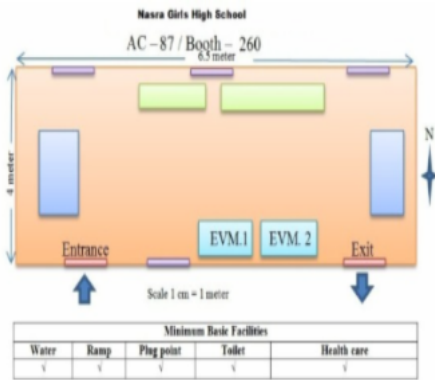 Nasra Girls High School
AC – 87 / Booth – 260
6.5 meter
4 meter
N
EVM.1 EVM. 2
Entrance Exit
Scale 1 cm = 1 meter
Minimum Basic Facilities
Water Ramp Plug point Toilet Health care
√ √ √ √ √